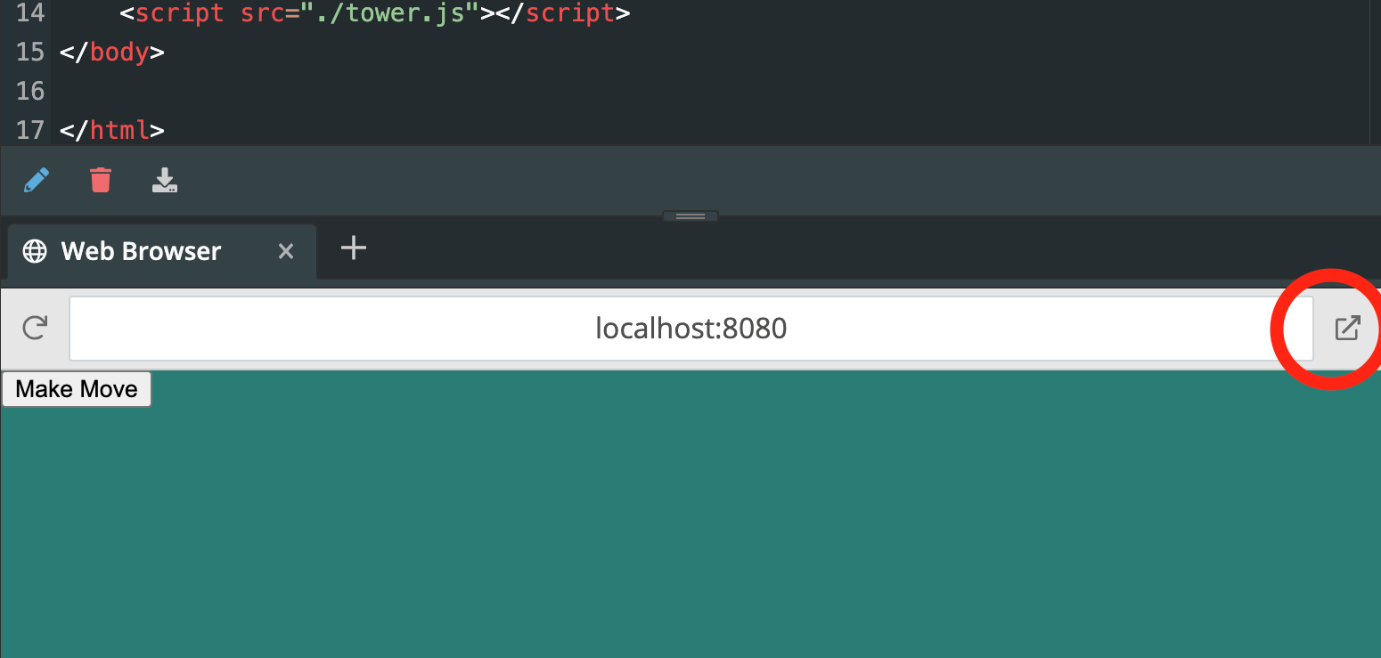 14 <script src="./tower.js"></script>
15 </body>
16
17 </html>
Web Browser
localhost:8080
Make Move